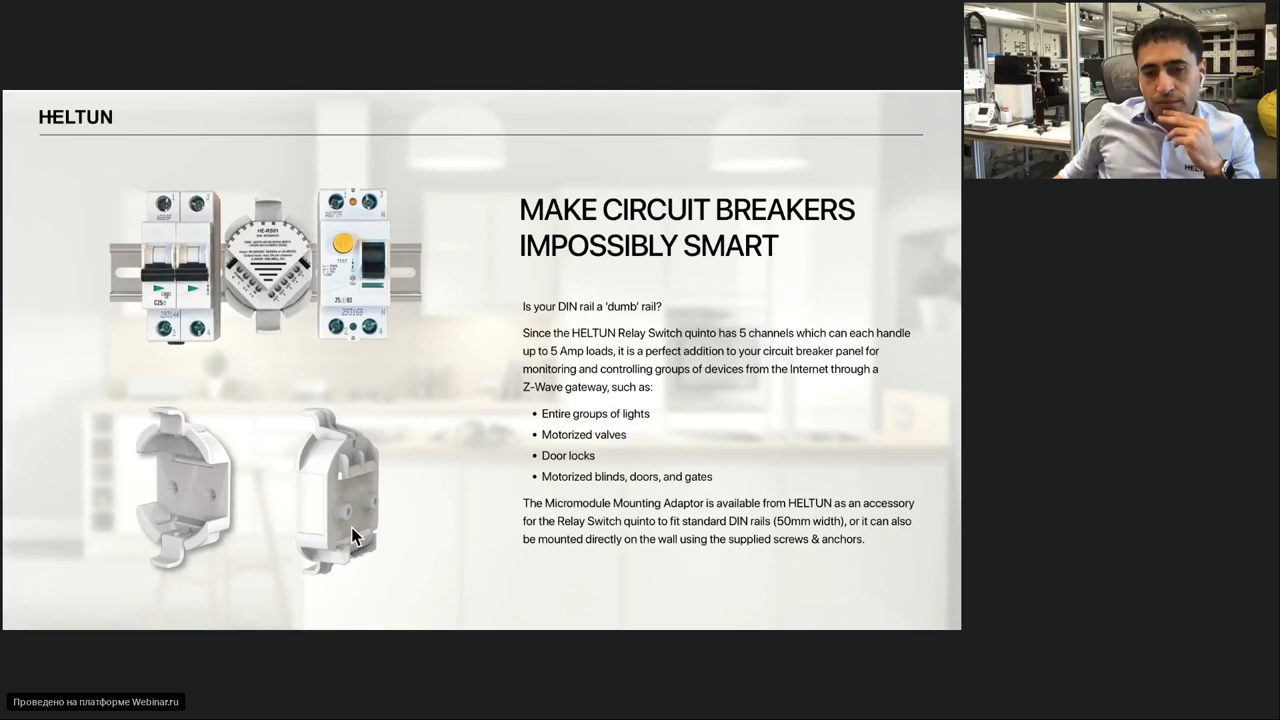 HELTUN
MAKE CIRCUIT BREAKERS
IMPOSSIBLY SMART
Is your DIN rail a ‘dumb’ rail?
Since the HELTUN Relay Switch quinto has 5 channels which can each handle
up to 5 Amp loads, it is a perfect addition to your circuit breaker panel for
monitoring and controlling groups of devices from the Internet through a
Z-Wave gateway, such as:
• Entire groups of lights
• Motorized valves
• Door locks
• Motorized blinds, doors, and gates
The Micromodule Mounting Adaptor is available from HELTUN as an accessory
for the Relay Switch quinto to fit standard DIN rails (50mm width), or it can also
be mounted directly on the wall using the supplied screws & anchors.
HE-RS01
TEST
Проведено на платформе Webinar.ru